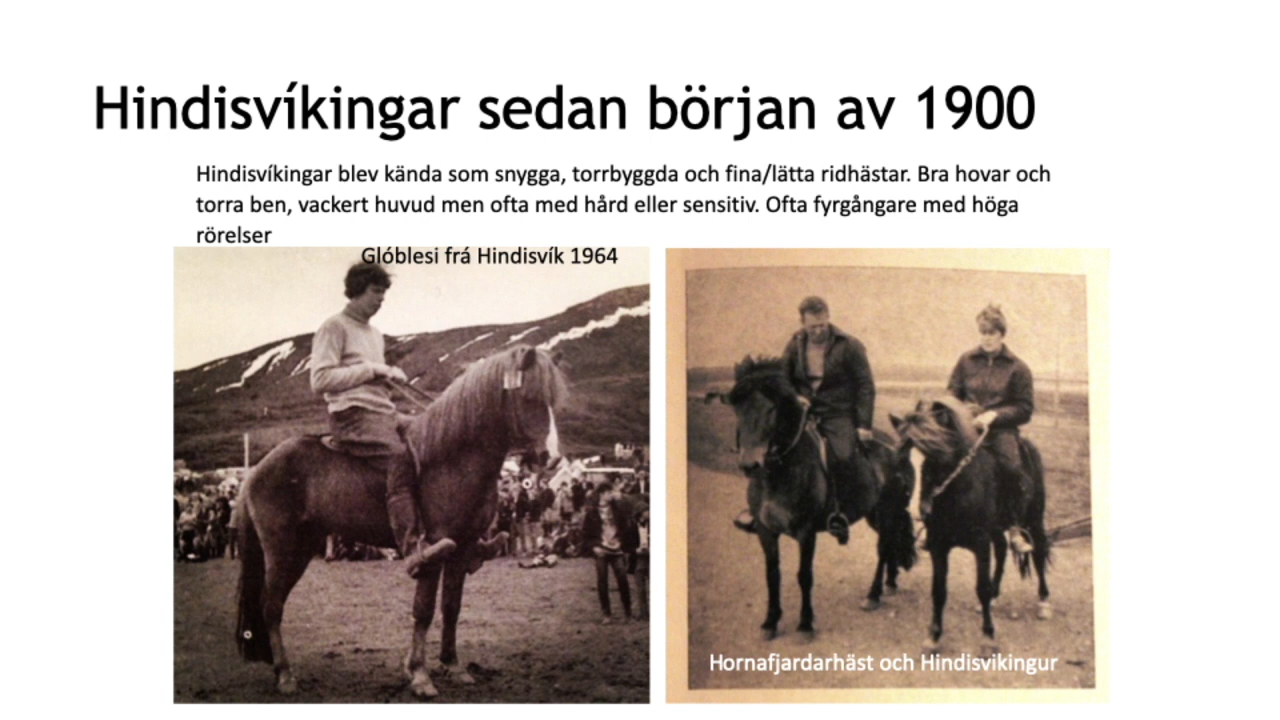 Hindisvíkingar sedan början av 1900
Hindisvíkingar blev kända som snygga, torrbyggda och fina/lätta ridhästar. Bra hovar och
torra ben, vackert huvud men ofta med hård eller sensitiv. Ofta fyrgångare med höga
rörelser
Glóblesi frá Hindisvík 1964
Hornafjardarhäst och Hindisvikingur